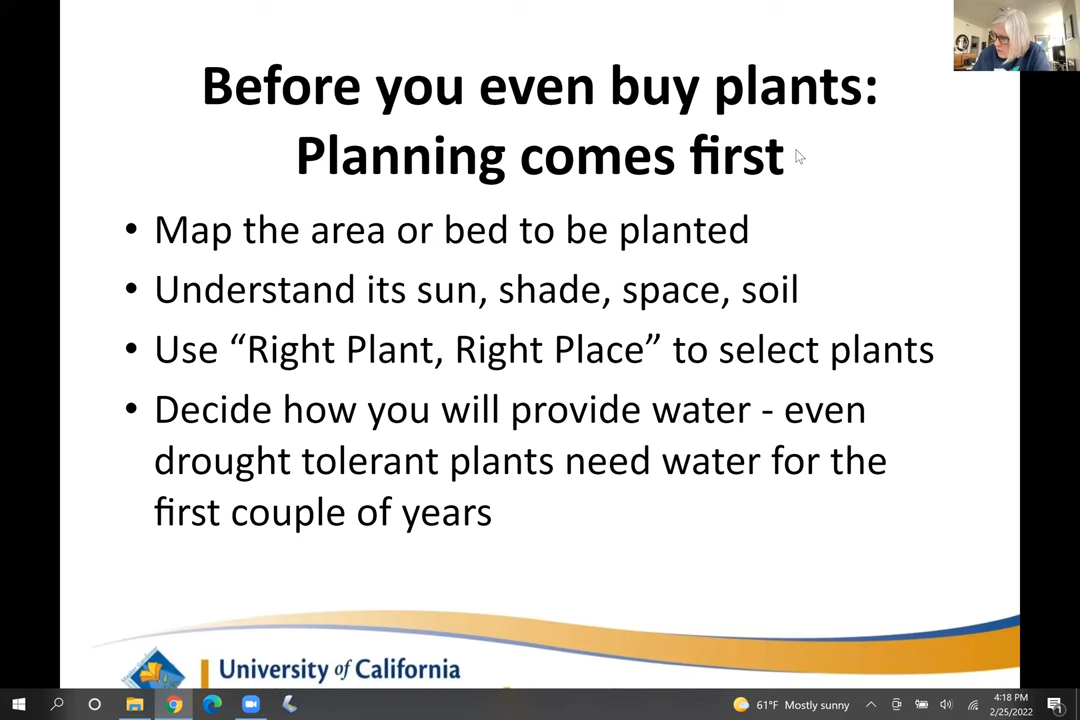 Before you even buy plants:
Planning comes first
• Map the area or bed to be planted
• Understand its sun, shade, space, soil
• Use “Right Plant, Right Place” to select plants
• Decide how you will provide water - even
drought tolerant plants need water for the
first couple of years
University of California
61°F Mostly sunny
4:18 PM
2/25/2022